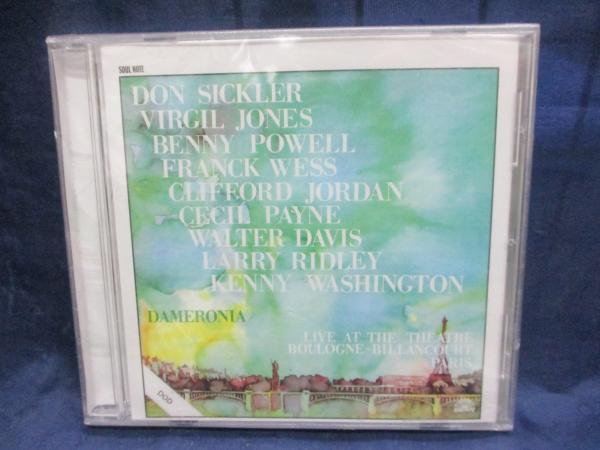 SOUL NOTE
DON SICKLER
VIRGIL JONES
BENNY POWELL
FRANCK WESS
CLIFFORD JORDAN
CECIL PAYNE
WALTER DAVIS
LARRY RIDLEY
KENNY WASHINGTON
DAMERONIA
LIVE AT THE THEATRE
BOULOGNE-BILLANCOURT
PARIS
DOD